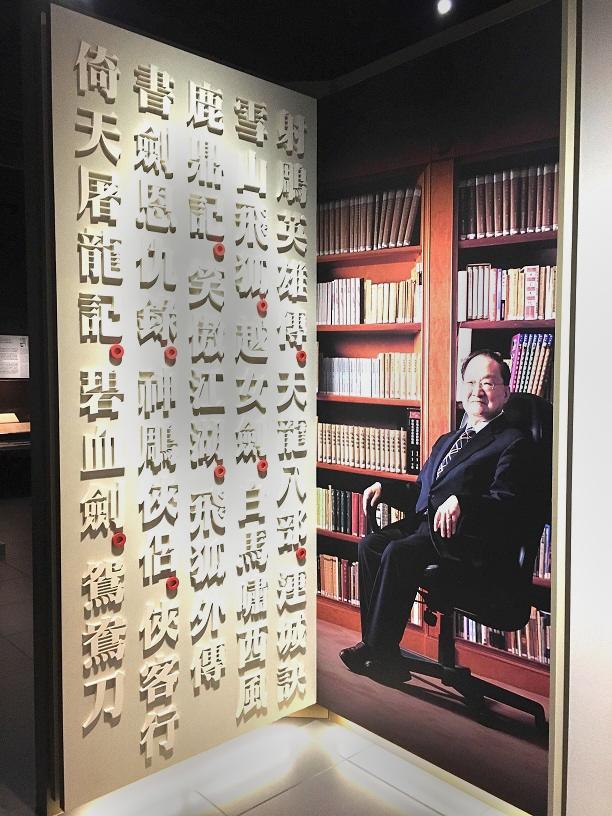 射鵰英雄傳 天龍八部 連城訣
雪山飛狐 越女劍 白馬嘯西風
鹿鼎記 笑傲江湖 飛狐外傳
書劍恩仇錄 神鵰俠侶 俠客行
倚天屠龍記 碧血劍 鴛鴦刀